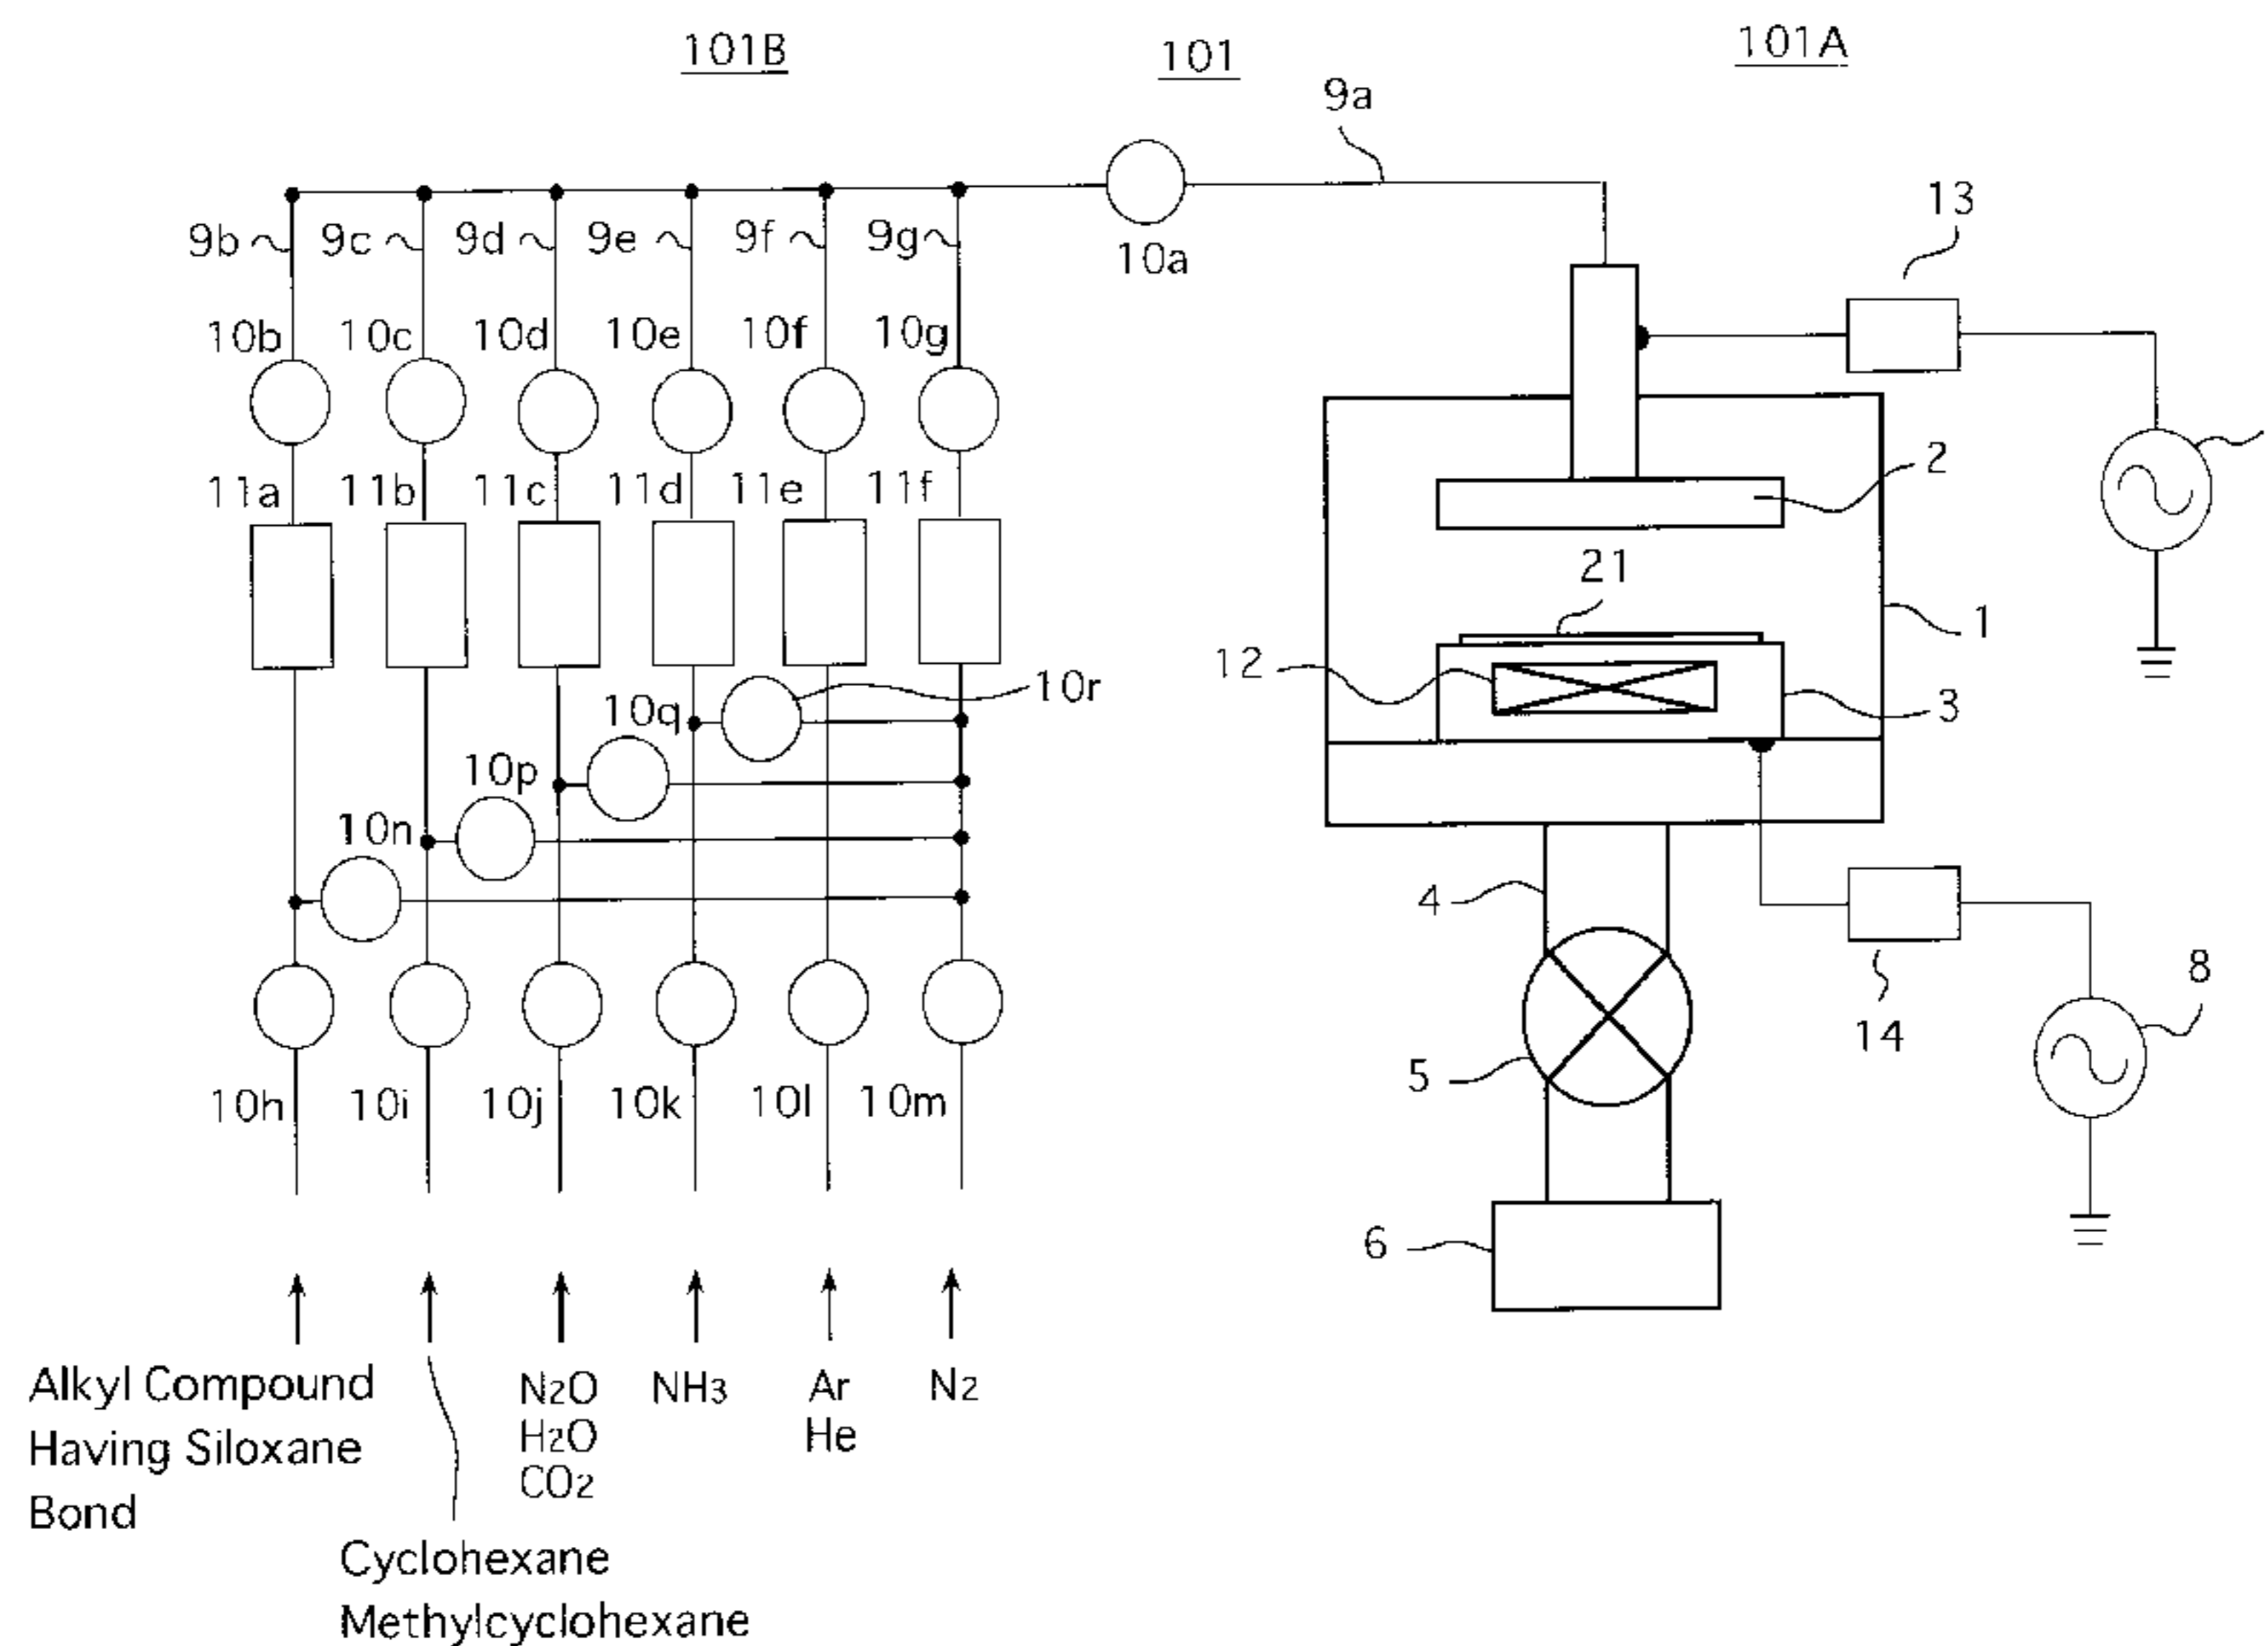 101B 101 101A
9a
13
9b 9c 9d 9e 9f 9g
10a
10b 10c 10d 10e 10f 10g
2
11a 11b 11c 11d 11e 11f
21
1
12
10r
10q
3
10p
10n
4
8
14
5
10h 10i 10j 10k 10l 10m
6
Alkyl Compound
Having Siloxane
Bond
N2O
H2O
CO2
NH3
Ar
He
N2
Cyclohexane
Methylcyclohexane